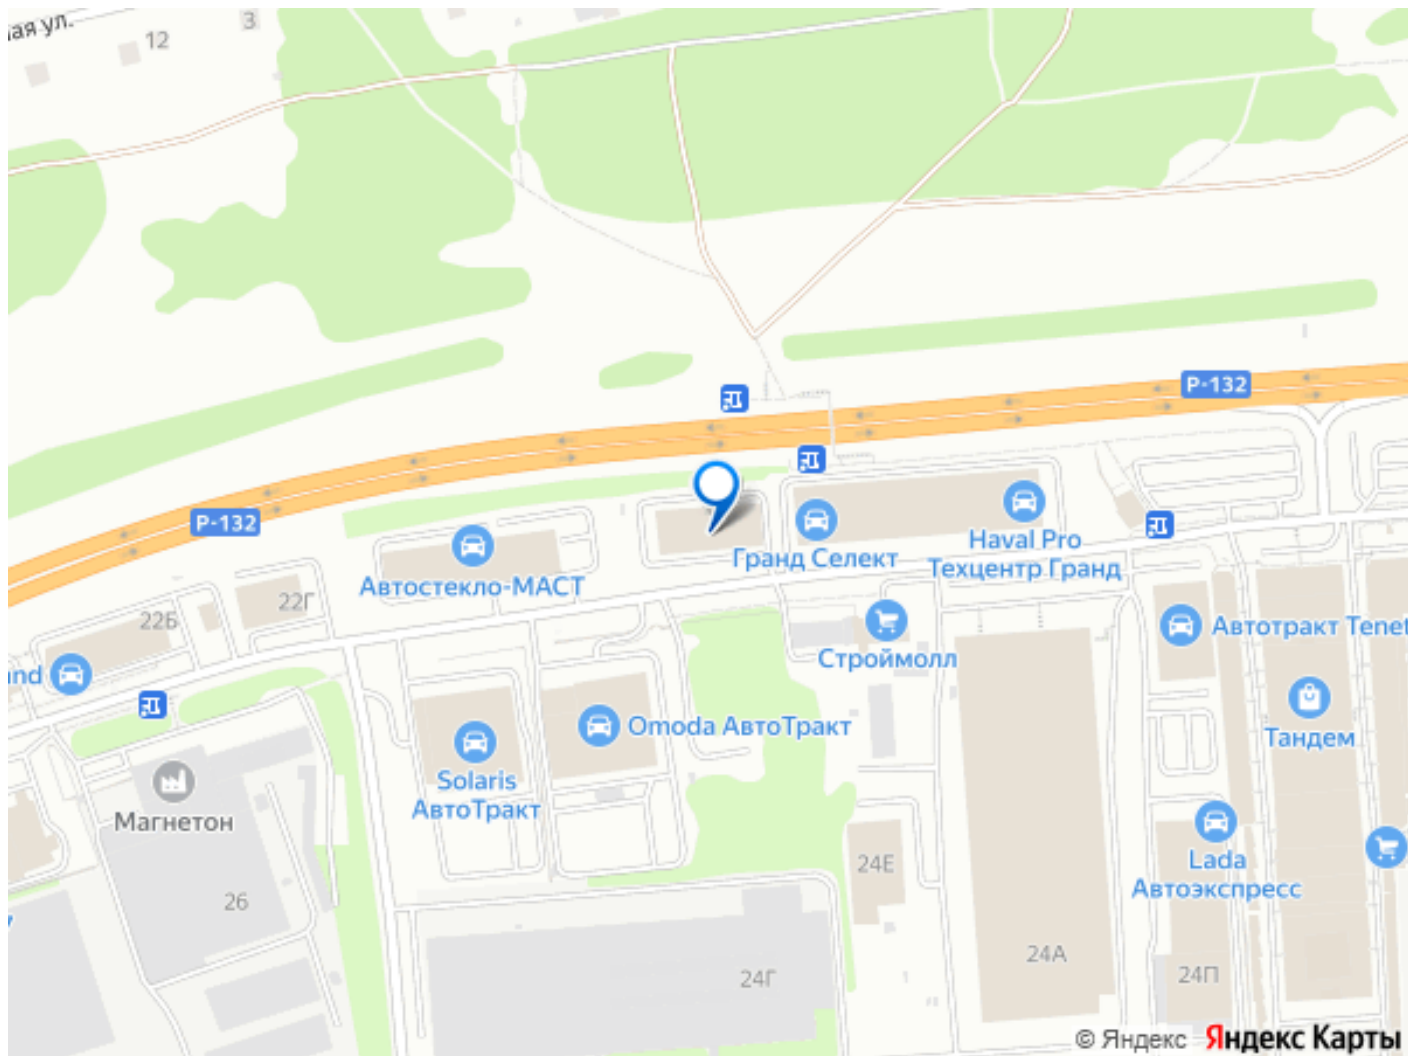 ая ул.
3
12
Р-132
Р-132
Гранд Селект
Haval Pro
Техцентр Гранд
Автостекло-МАСТ
22Г
22Б
Автотракт Tenet
Строймолл
Omoda АвтоТракт
Тандем
Solaris
АвтоТракт
Магнетон
24Е
Lada
Автоэкспресс
26
24А
24Г
24П
© Яндекс Яндекс Карты